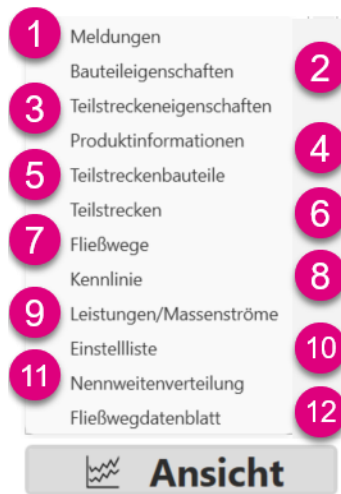 1 Meldungen
Bauteileigenschaften 2
3 Teilstreckeneigenschaften
Produktinformationen 4
5 Teilstreckenbauteile
Teilstrecken 6
7 Fließwege
Kennlinie 8
9 Leistungen/Massenströme
Einstellliste 10
11 Nennweitenverteilung
Fließwegdatenblatt 12
Ansicht